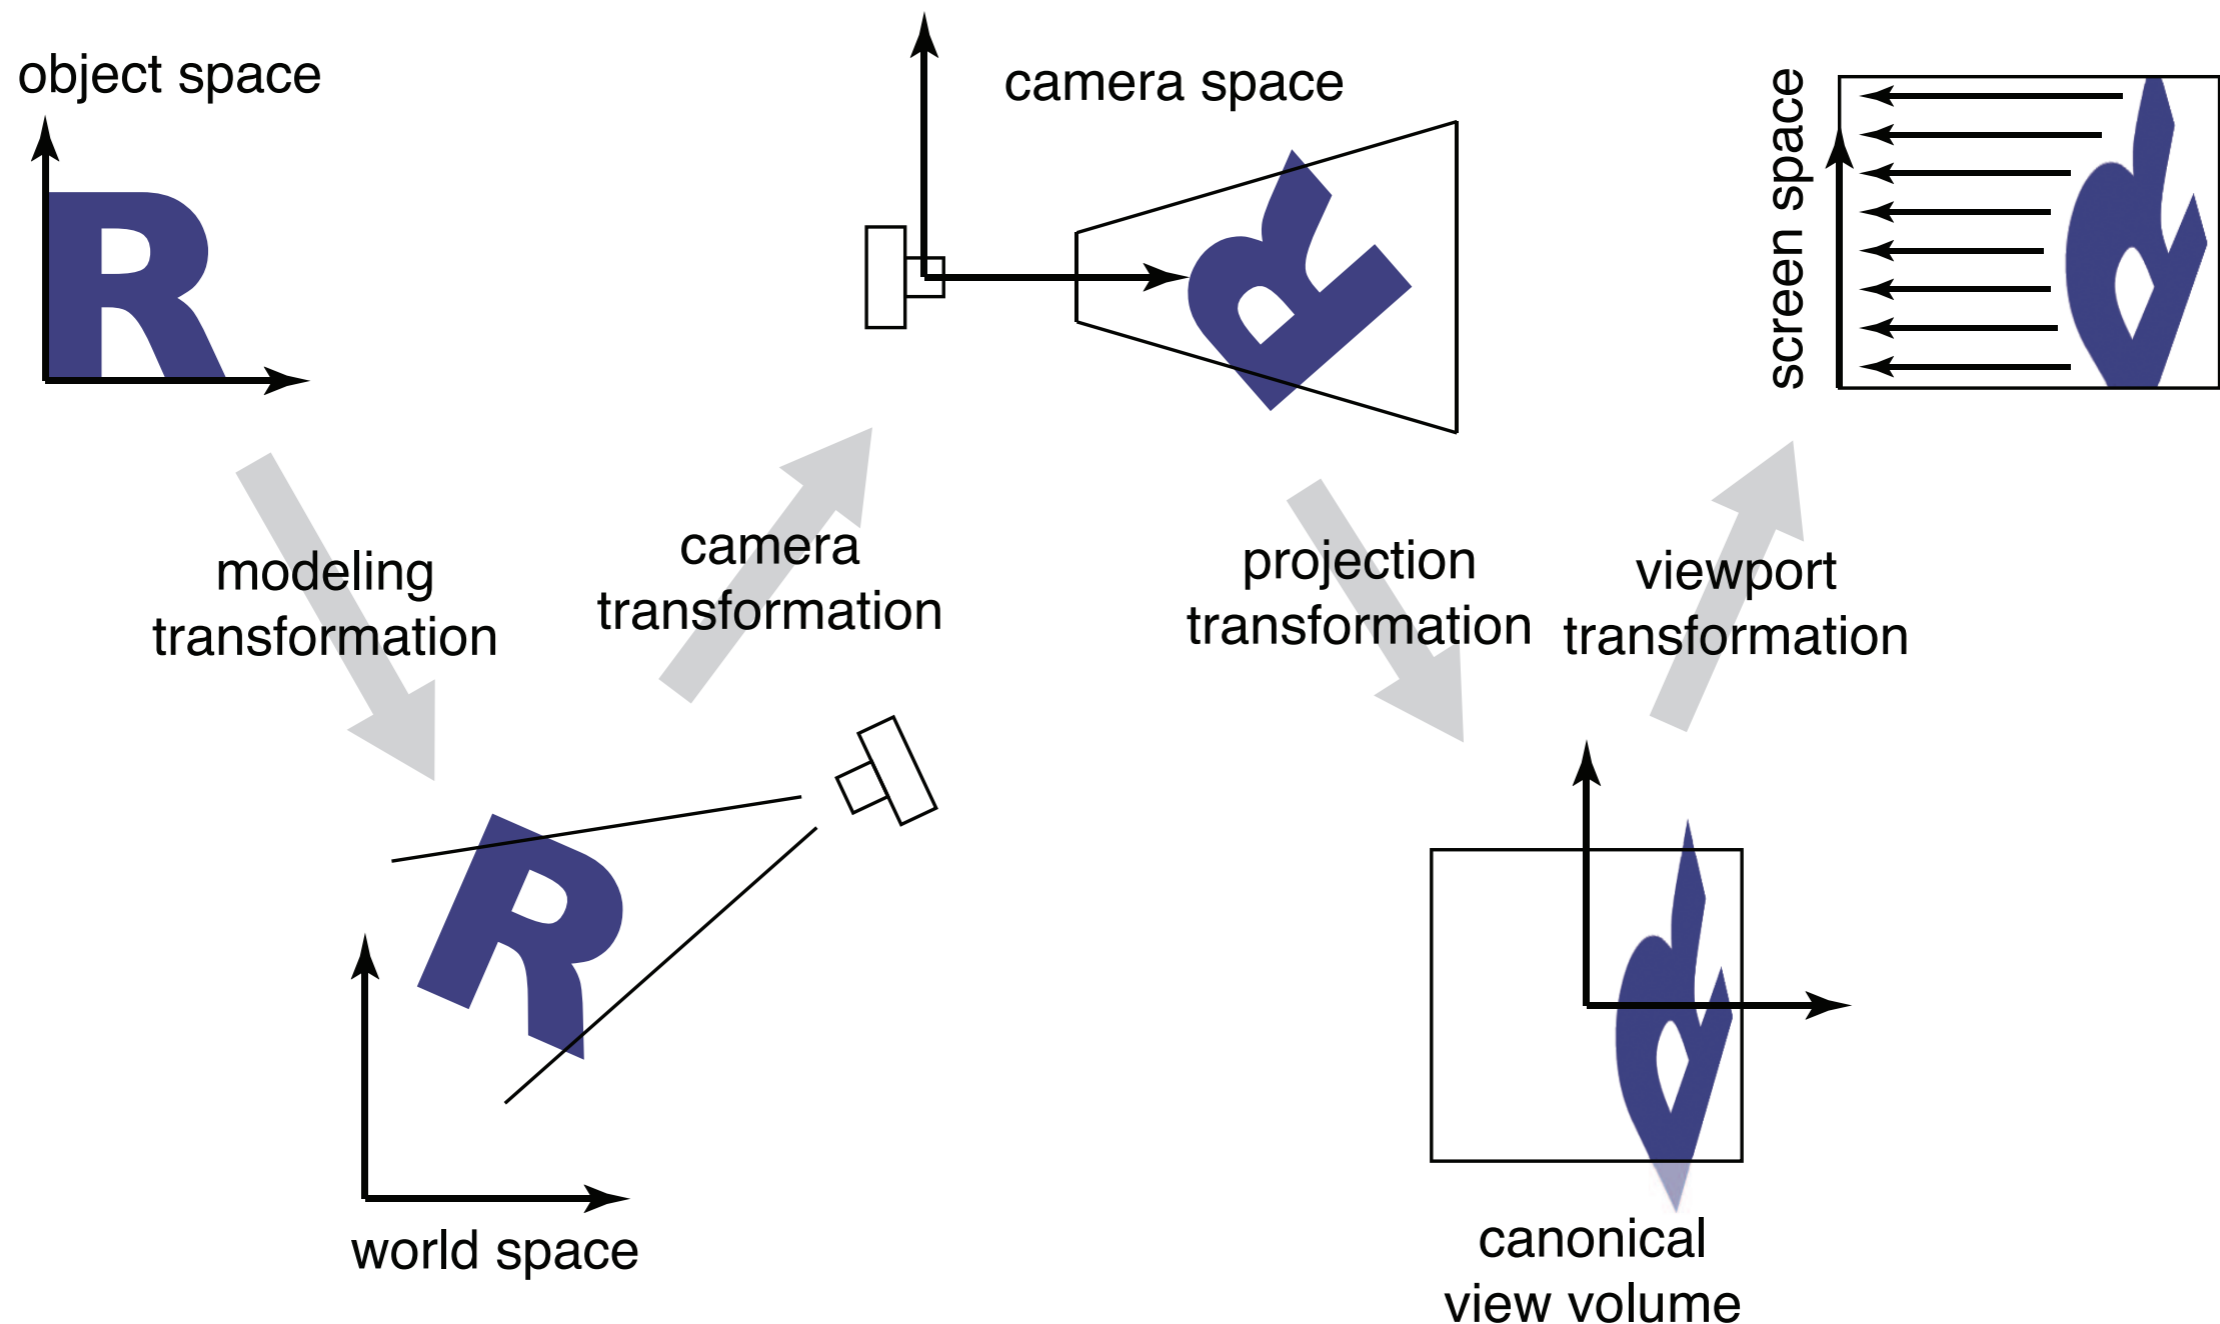 object space
camera space
screen space
modeling
transformation
camera
transformation
projection
transformation
viewport
transformation
world space
canonical
view volume